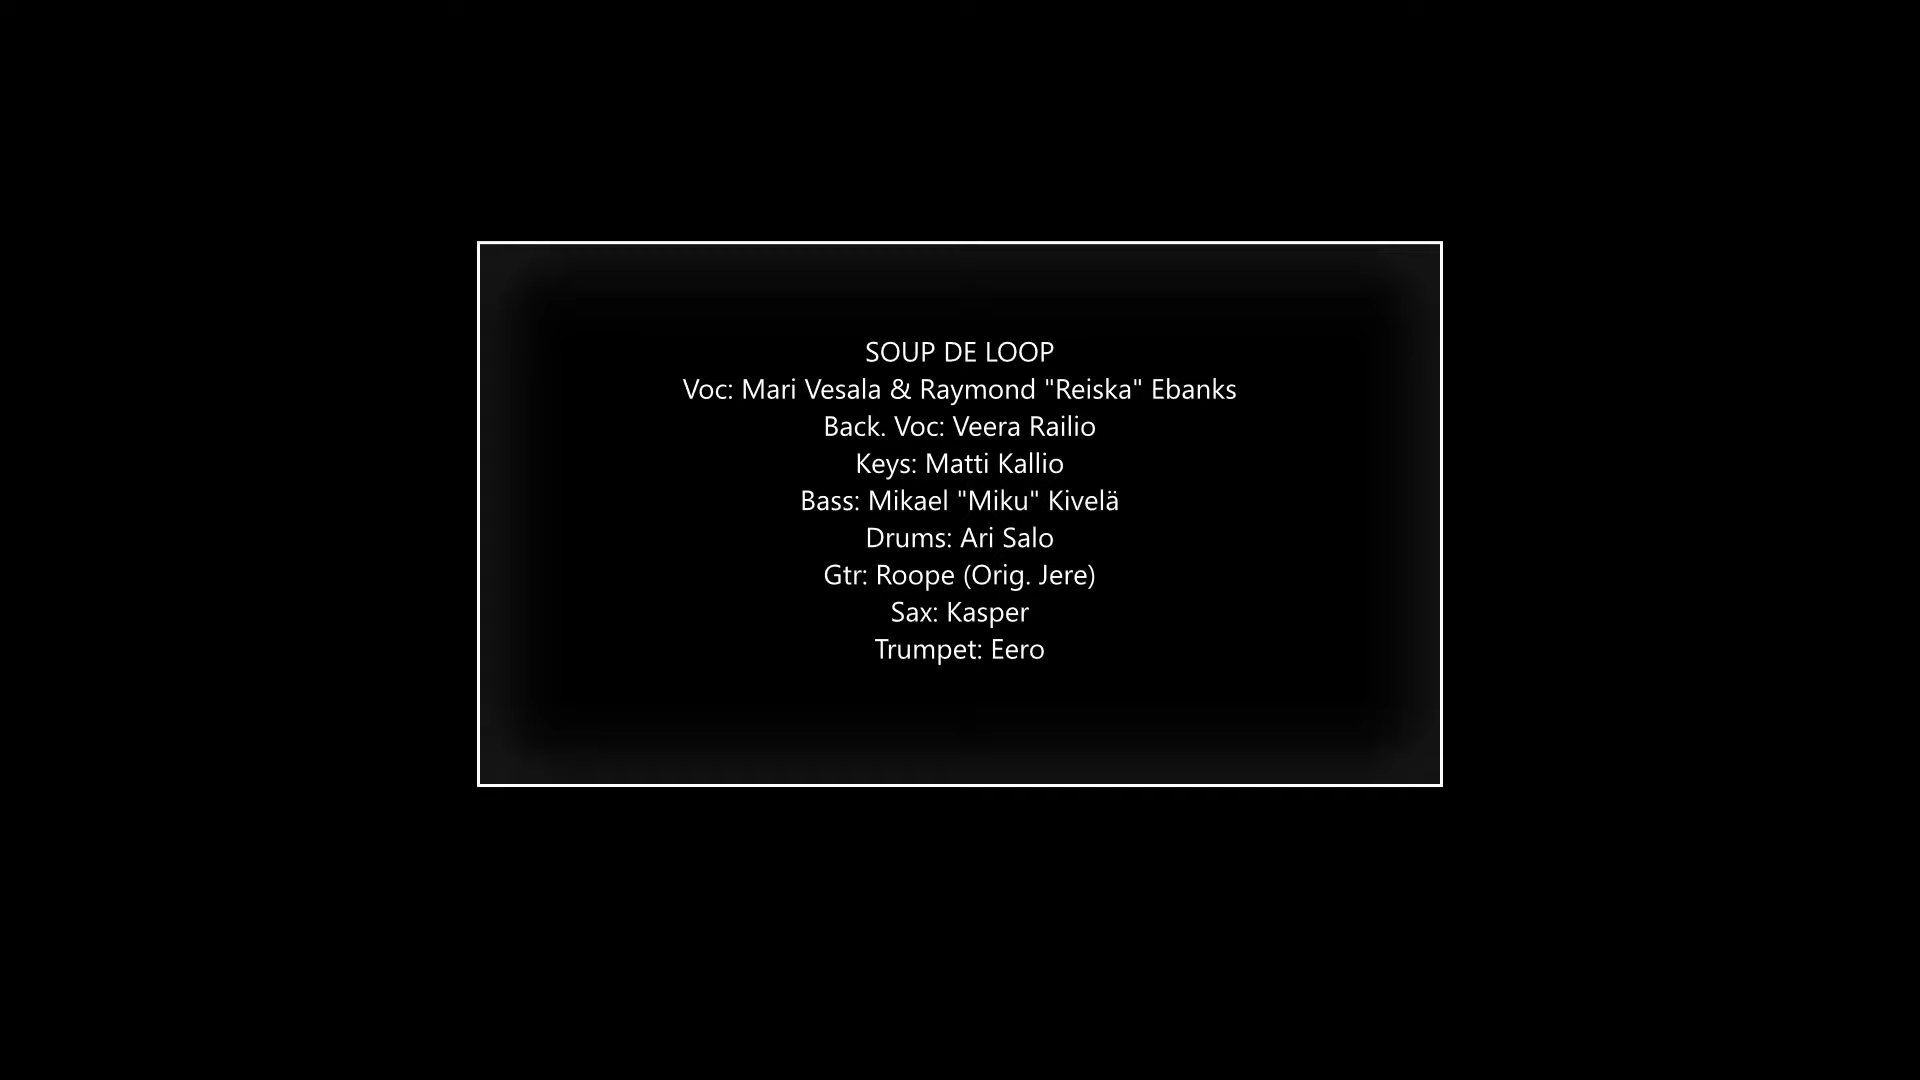 SOUP DE LOOP
Voc: Mari Vesala & Raymond "Reiska" Ebanks
Back. Voc: Veera Railio
Keys: Matti Kallio
Bass: Mikael "Miku" Kivelä
Drums: Ari Salo
Gtr: Roope (Orig. Jere)
Sax: Kasper
Trumpet: Eero